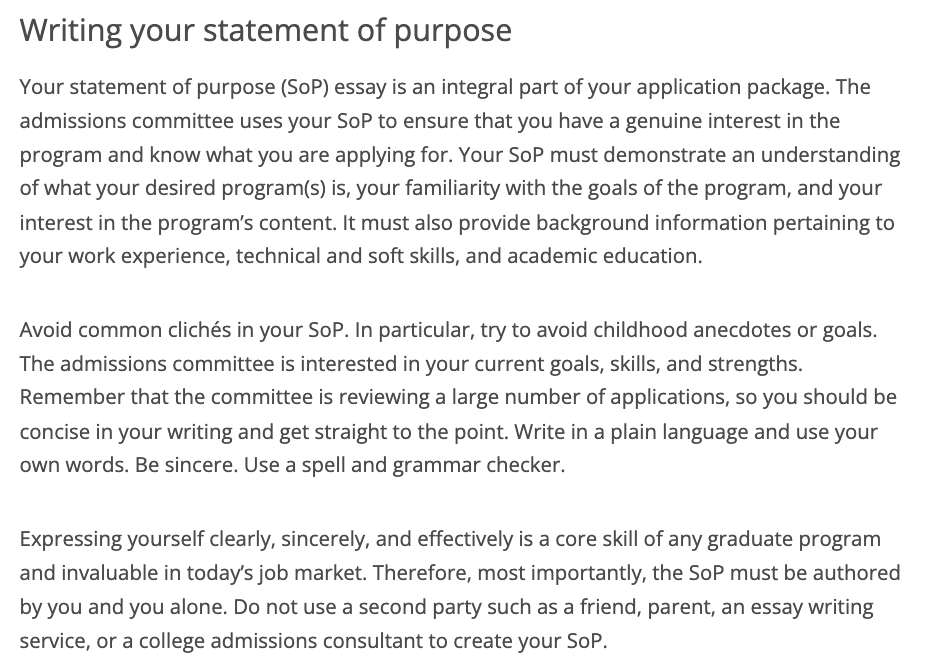 Writing your statement of purpose
Your statement of purpose (SoP) essay is an integral part of your application package. The
admissions committee uses your SoP to ensure that you have a genuine interest in the
program and know what you are applying for. Your SoP must demonstrate an understanding
of what your desired program(s) is, your familiarity with the goals of the program, and your
interest in the program's content. It must also provide background information pertaining to
your work experience, technical and soft skills, and academic education.
Avoid common clichés in your SoP. In particular, try to avoid childhood anecdotes or goals.
The admissions committee is interested in your current goals, skills, and strengths.
Remember that the committee is reviewing a large number of applications, so you should be
concise in your writing and get straight to the point. Write in a plain language and use your
own words. Be sincere. Use a spell and grammar checker.
Expressing yourself clearly, sincerely, and effectively is a core skill of any graduate program
and invaluable in today's job market. Therefore, most importantly, the SoP must be authored
by you and you alone. Do not use a second party such as a friend, parent, an essay writing
service, or a college admissions consultant to create your SoP.